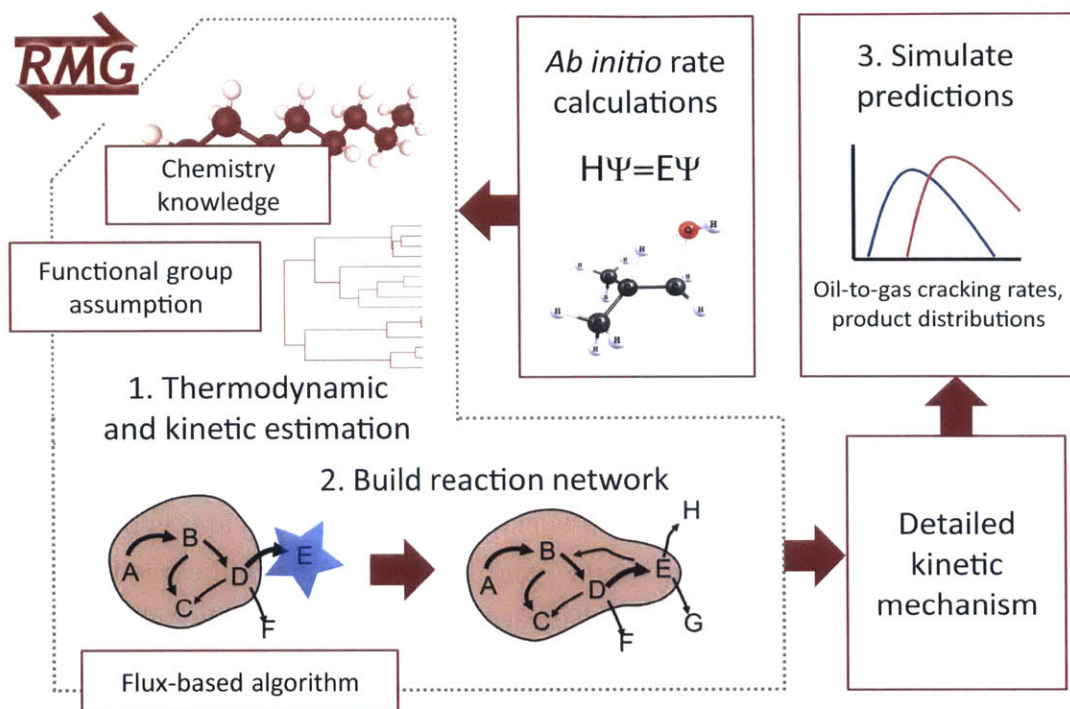 RMG
Chemistry
knowledge
Functional group
assumption
1. Thermodynamic
and kinetic estimation
Ab initio rate
calculations
HΨ=EΨ
O
H
H
H
H
H
H
H
H
H
3. Simulate
predictions
Oil-to-gas cracking rates,
product distributions
2. Build reaction network
A
B
C
D
E
F
A
B
C
D
E
F
G
H
Flux-based algorithm
Detailed
kinetic
mechanism